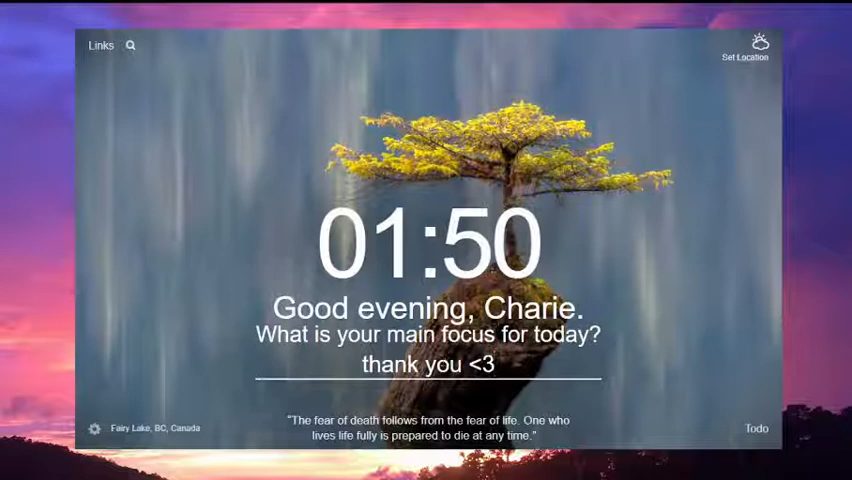 Links
Set Location
01:50
Good evening, Charie.
What is your main focus for today?
thank you <3
"The fear of death follows from the fear of life. One who
lives life fully is prepared to die at any time."
Fairy Lake, BC, Canada
Todo